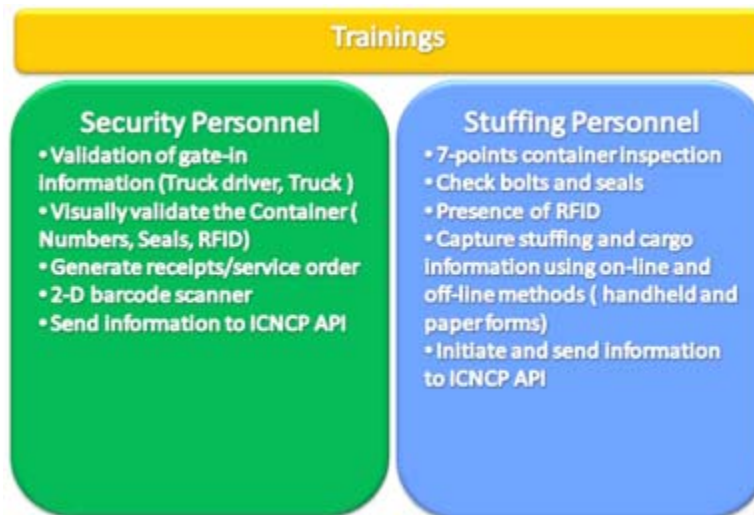 Trainings
Security Personnel
• Validation of gate-in
information (Truck driver, Truck )
• Visually validate the Container (
Numbers, Seals, RFID)
• Generate receipts/service order
• 2-D barcode scanner
• Send information to ICNCP API
Stuffing Personnel
• 7-points container inspection
• Check bolts and seals
• Presence of RFID
• Capture stuffing and cargo
information using on-line and
off-line methods ( handheld and
paper forms)
• Initiate and send information
to ICNCP API